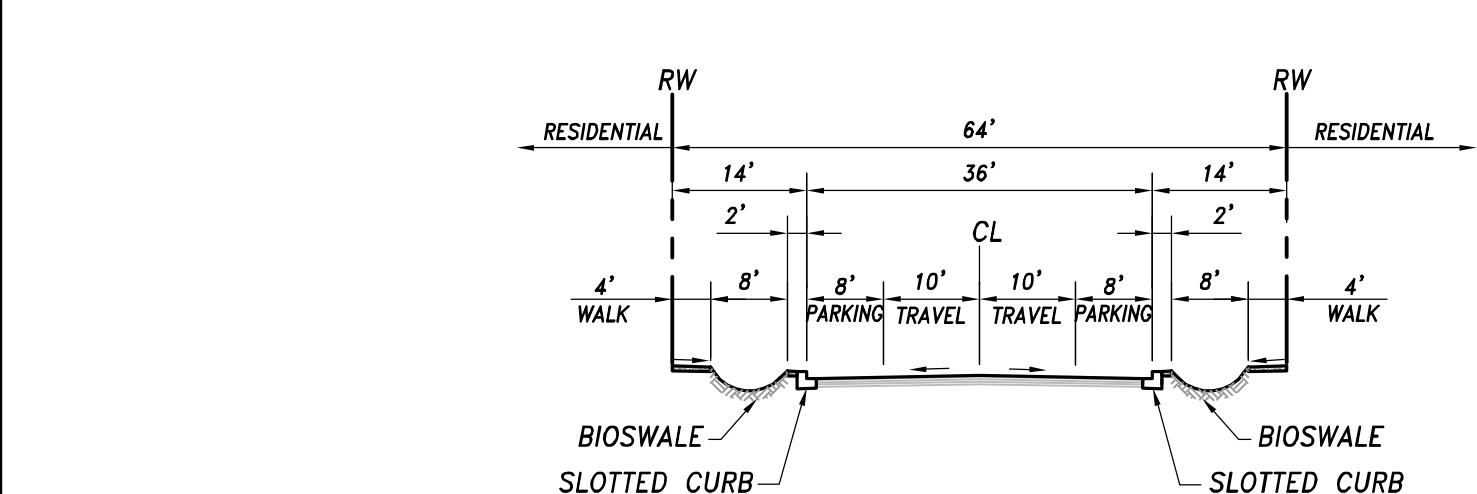 RW RW
RESIDENTIAL 64' RESIDENTIAL
14' 36' 14'
2' CL 2'
4' 8' 8' 10' 10' 8' 8' 4'
WALK PARKING TRAVEL TRAVEL PARKING WALK
BIOSWALE BIOSWALE
SLOTTED CURB SLOTTED CURB